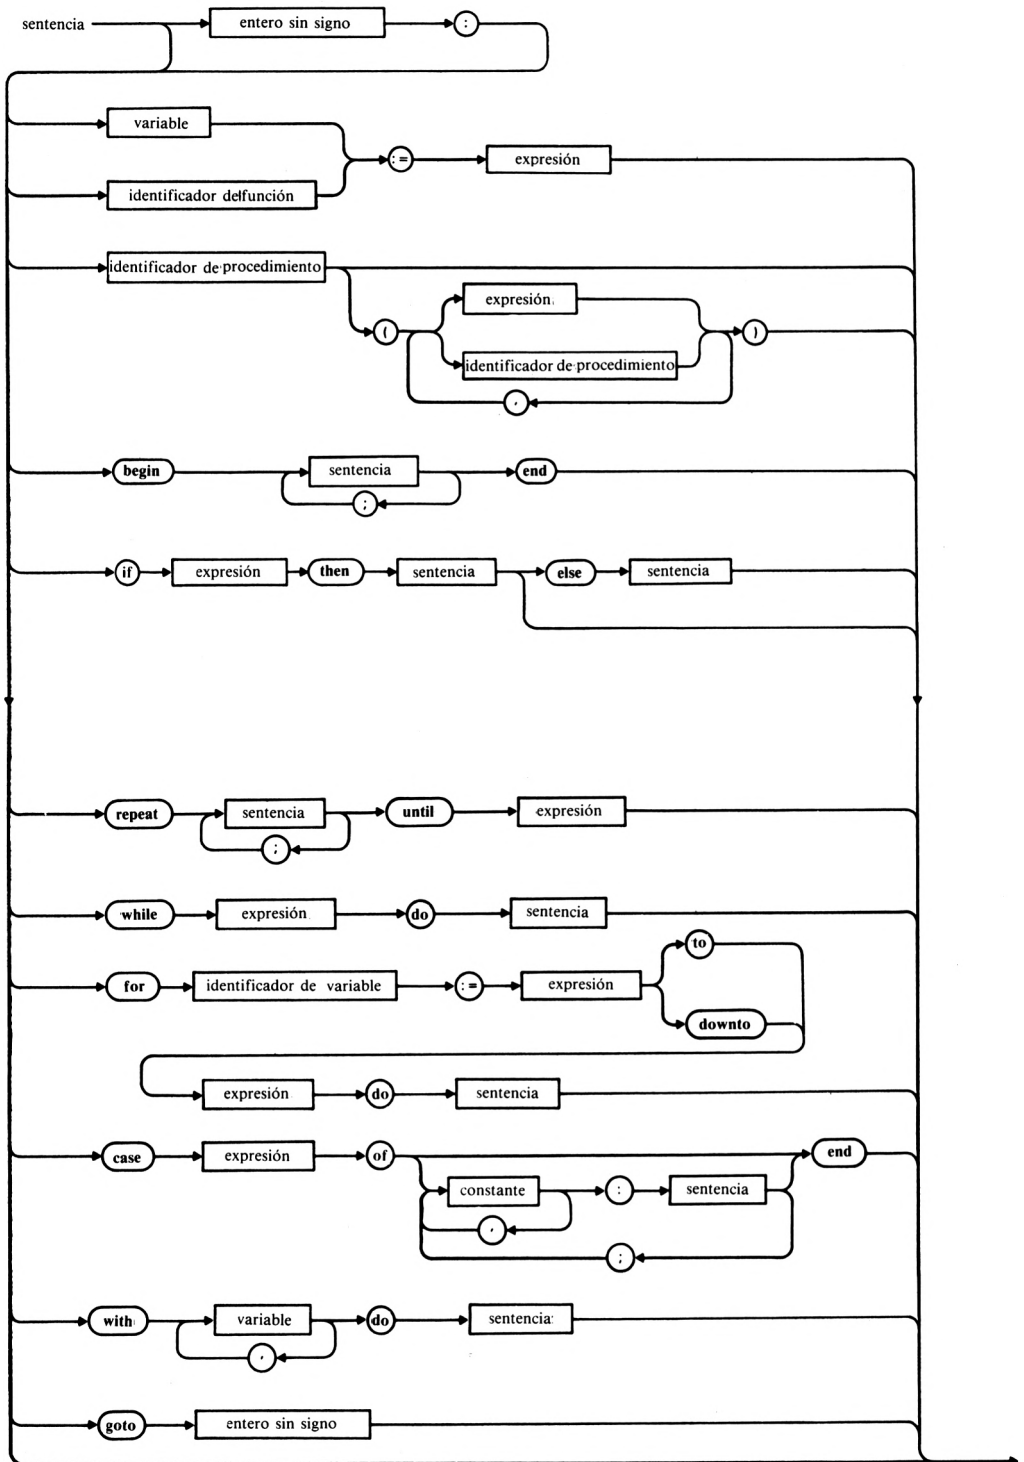 sentencia entero sin signo :
variable
:= expresión
identificador de función
identificador de procedimiento
expresión
( )
identificador de procedimiento
,
begin sentencia end
;
if expresión then sentencia else sentencia
repeat sentencia until expresión
;
while expresión do sentencia
to
for identificador de variable := expresión
downto
expresión do sentencia
case expresión of end
constante : sentencia
,
;
with variable do sentencia
,
goto entero sin signo